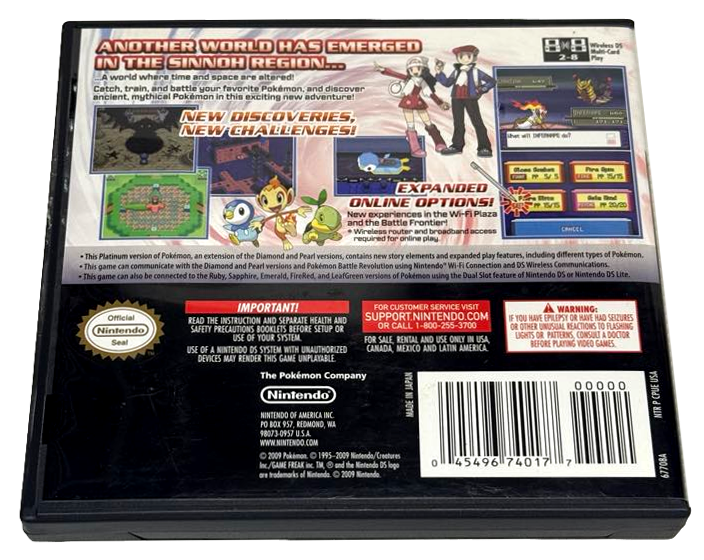 ANOTHER WORLD HAS EMERGED
IN THE SINNOH REGION...
...A world where time and space are altered!
Catch, train, and battle your favorite Pokémon, and discover
ancient, mythical Pokémon in this exciting new adventure!
Wireless DS
Multi-Card
Play
2-8
NEW DISCOVERIES,
NEW CHALLENGES!
What will INFERNAPE do?
PP 5/5
PP 15/15
PP 15/15
PP 20/20
CANCEL
EXPANDED
ONLINE OPTIONS!
New experiences in the Wi-Fi Plaza
and the Battle Frontier!
* Wireless router and broadband access
required for online play.
• This Platinum version of Pokémon, an extension of the Diamond and Pearl versions, contains new story elements and expanded play features, including different types of Pokémon.
• This game can communicate with the Diamond and Pearl versions and Pokémon Battle Revolution using Nintendo® Wi-Fi Connection and DS Wireless Communications.
• This game can also be connected to the Ruby, Sapphire, Emerald, FireRed, and LeafGreen versions of Pokémon using the Dual Slot feature of Nintendo DS or Nintendo DS Lite.
Official
Nintendo
Seal
IMPORTANT!
READ THE INSTRUCTION AND SEPARATE HEALTH AND
SAFETY PRECAUTIONS BOOKLETS BEFORE SETUP OR
USE OF YOUR SYSTEM.
USE OF A NINTENDO DS SYSTEM WITH UNAUTHORIZED
DEVICES MAY RENDER THIS GAME UNPLAYABLE.
FOR CUSTOMER SERVICE VISIT
SUPPORT.NINTENDO.COM
OR CALL 1-800-255-3700
FOR SALE, RENTAL AND USE ONLY IN USA,
CANADA, MEXICO AND LATIN AMERICA.
WARNING:
IF YOU HAVE EPILEPSY OR HAVE HAD SEIZURES
OR OTHER UNUSUAL REACTIONS TO FLASHING
LIGHTS OR PATTERNS, CONSULT A DOCTOR
BEFORE PLAYING VIDEO GAMES.
The Pokémon Company
Nintendo®
NINTENDO OF AMERICA INC.
PO BOX 957, REDMOND, WA
98073-0957 U.S.A.
WWW.NINTENDO.COM
© 2009 Pokémon. © 1995–2009 Nintendo/Creatures
Inc./GAME FREAK inc. TM, ® and the Nintendo DS logo
are trademarks of Nintendo. © 2009 Nintendo.
MADE IN JAPAN
00000
0 45496 74017 7
NTR P CPUE USA
67708A